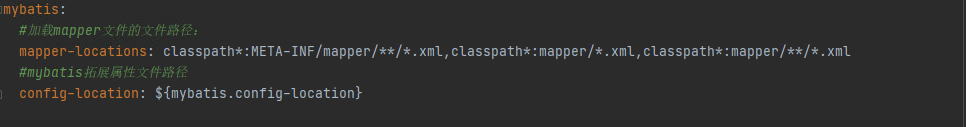 mybatis:
#加载mapper文件的文件路径:
mapper-locations: classpath*:META-INF/mapper/**/*.xml,classpath*:mapper/*.xml,classpath*:mapper/**/*.xml
#mybatis拓展属性文件路径
config-location: ${mybatis.config-location}